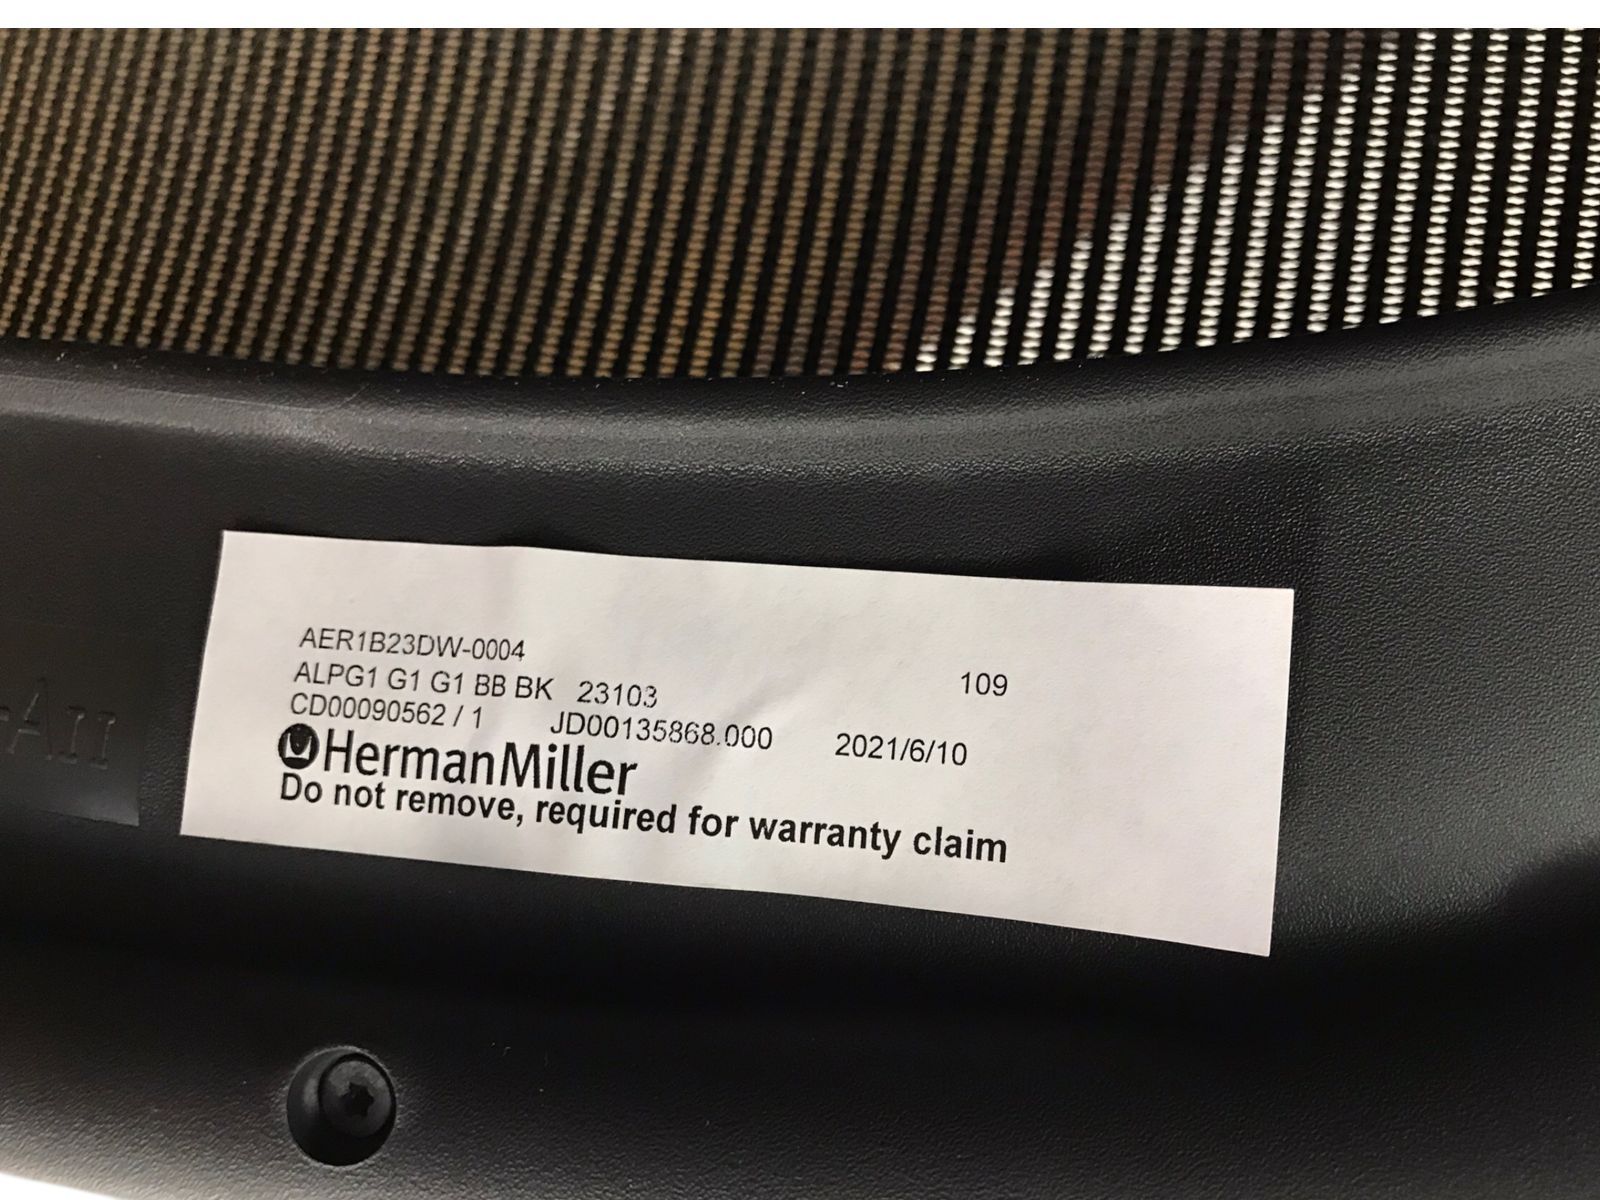 AER1B23DW-0004
ALPG1 G1 G1 BB BK 23103 109
CD00090562 / 1 JD00135868.000 2021/6/10
HermanMiller
Do not remove, required for warranty claim